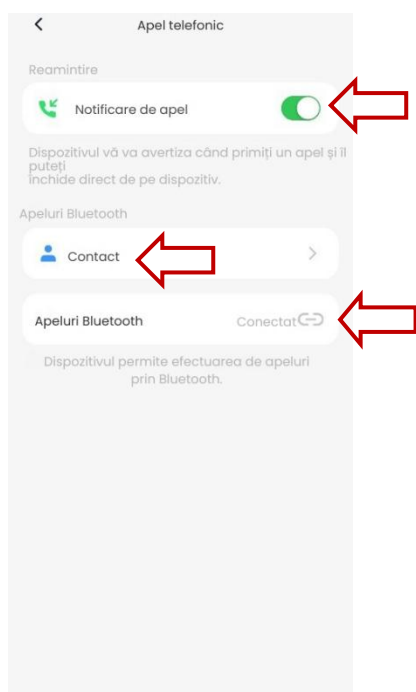 Apel telefonic
Reamintire
Notificare de apel
Dispozitivul vă va avertiza când primiți un apel și îl
puteți
închide direct de pe dispozitiv.
Apeluri Bluetooth
Contact
Apeluri Bluetooth Conectat
Dispozitivul permite efectuarea de apeluri
prin Bluetooth.